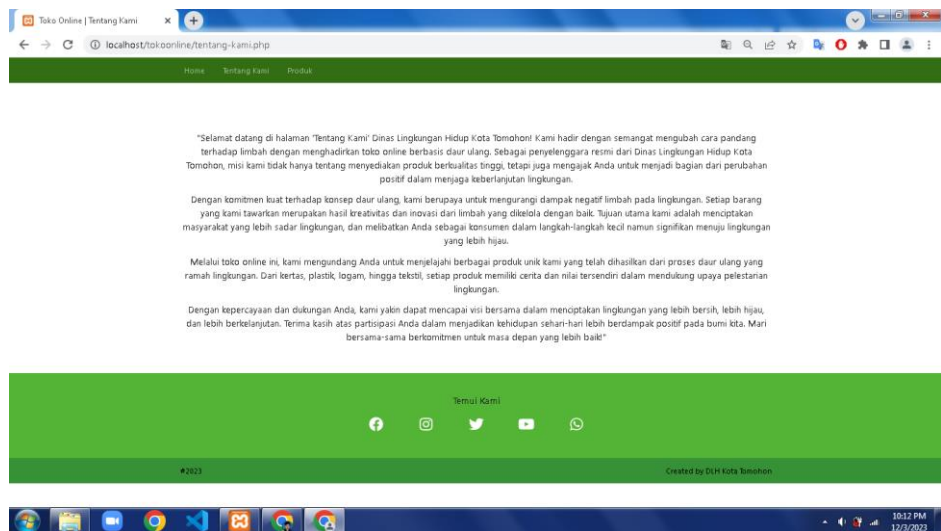 Toko Online | Tentang Kami
localhost/tokoonline/tentang-kami.php
Home Tentang Kami Produk
"Selamat datang di halaman 'Tentang Kami' Dinas Lingkungan Hidup Kota Tomohon! Kami hadir dengan semangat mengubah cara pandang
terhadap limbah dengan menghadirkan toko online berbasis daur ulang. Sebagai penyelenggara resmi dari Dinas Lingkungan Hidup Kota
Tomohon, misi kami tidak hanya tentang menyediakan produk berkualitas tinggi, tetapi juga mengajak Anda untuk menjadi bagian dari perubahan
positif dalam menjaga keberlanjutan lingkungan.
Dengan komitmen kuat terhadap konsep daur ulang, kami berupaya untuk mengurangi dampak negatif limbah pada lingkungan. Setiap barang
yang kami tawarkan merupakan hasil kreativitas dan inovasi dari limbah yang dikelola dengan baik. Tujuan utama kami adalah menciptakan
masyarakat yang lebih sadar lingkungan, dan melibatkan Anda sebagai konsumen dalam langkah-langkah kecil namun signifikan menuju lingkungan
yang lebih hijau.
Melalui toko online ini, kami mengundang Anda untuk menjelajahi berbagai produk unik kami yang telah dihasilkan dari proses daur ulang yang
ramah lingkungan. Dari kertas, plastik, logam, hingga tekstil, setiap produk memiliki cerita dan nilai tersendiri dalam mendukung upaya pelestarian
lingkungan.
Dengan kepercayaan dan dukungan Anda, kami yakin dapat mencapai visi bersama dalam menciptakan lingkungan yang lebih bersih, lebih hijau,
dan lebih berkelanjutan. Terima kasih atas partisipasi Anda dalam menjadikan kehidupan sehari-hari lebih berdampak positif pada bumi kita. Mari
bersama-sama berkomitmen untuk masa depan yang lebih baik!"
Temui Kami
#2023 Created by DLH Kota Tomohon
10:12 PM
12/3/2023